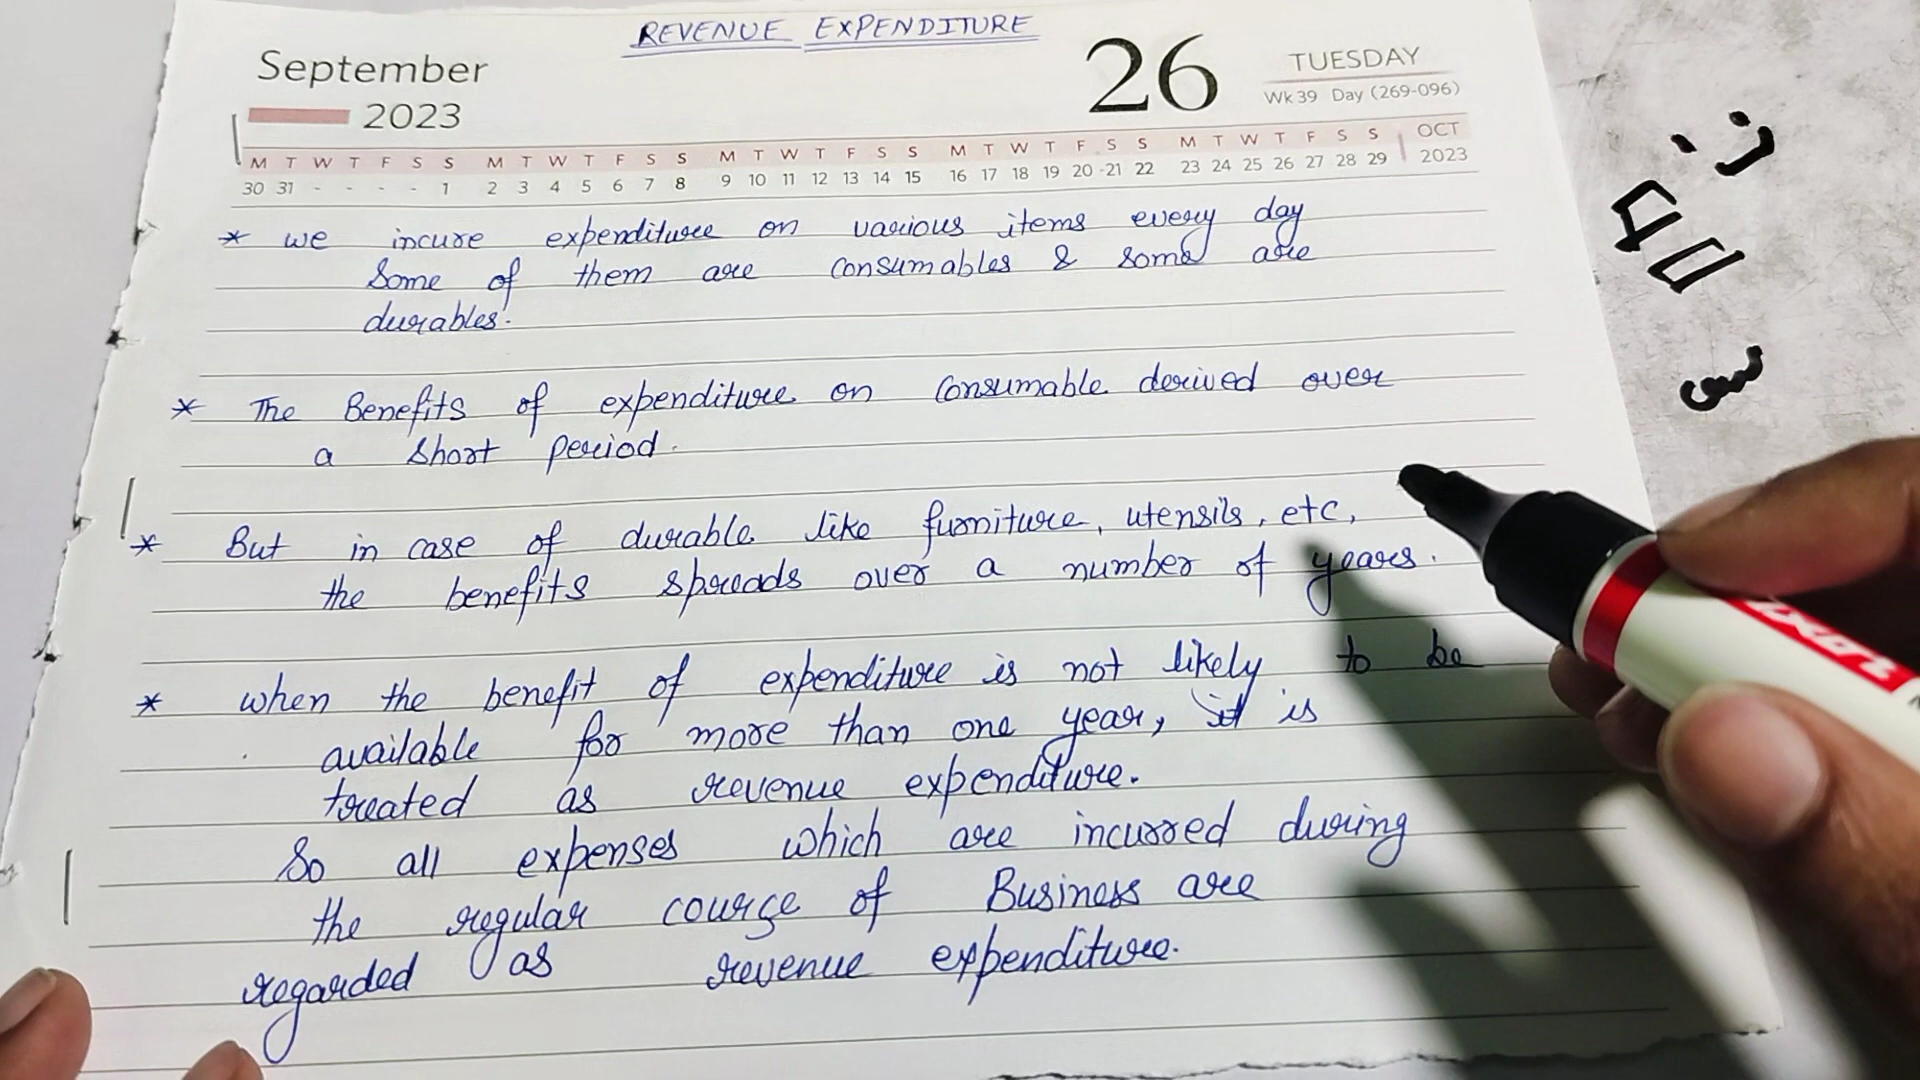 REVENUE EXPENDITURE
September
2023
26
TUESDAY
Wk 39 Day (269-096)
M T W T F S S M T W T F S S M T W T F S S M T W T F S S M T W T F S S OCT
30 31 - - - - 1 2 3 4 5 6 7 8 9 10 11 12 13 14 15 16 17 18 19 20 21 22 23 24 25 26 27 28 29 2023
* we incure expenditure on various items every day
Some of them are consumables & some are
durables.
* The Benefits of expenditure on Consumable derived over
a short period.
* But in case of durable like furniture, utensils, etc,
the benefits spreads over a number of years.
* when the benefit of expenditure is not likely to be
available for more than one year, it is
treated as revenue expenditure.
So all expenses which are incurred during
the regular course of Business are
regarded as revenue expenditure.